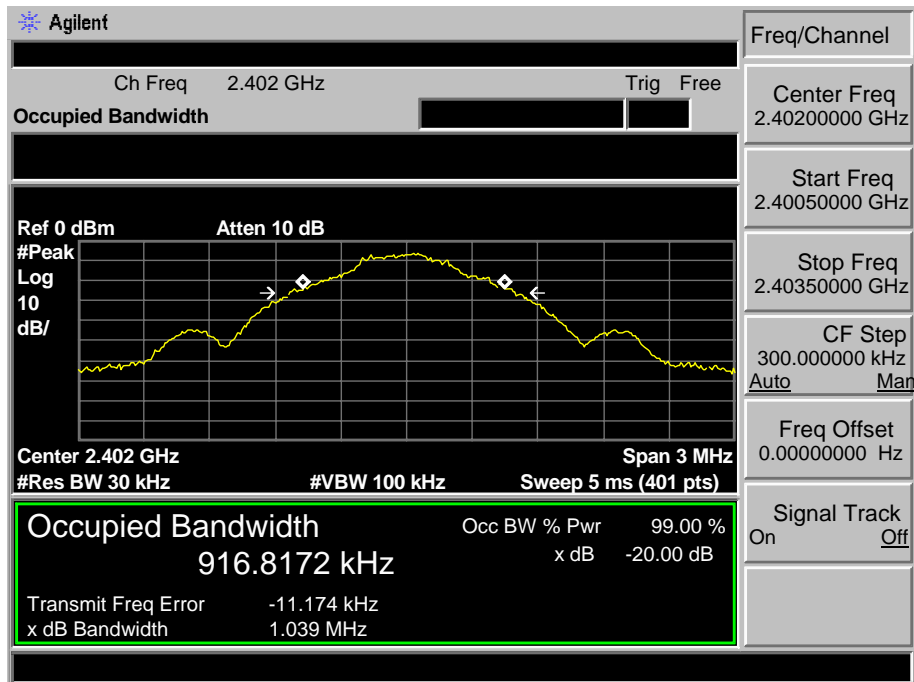 Agilent
Freq/Channel
Ch Freq 2.402 GHz Trig Free
Occupied Bandwidth
Center Freq
2.40200000 GHz
Start Freq
2.40050000 GHz
Ref 0 dBm Atten 10 dB
#Peak
Log
10
dB/
Stop Freq
2.40350000 GHz
CF Step
300.000000 kHz
Auto Man
Freq Offset
0.00000000 Hz
Center 2.402 GHz Span 3 MHz
#Res BW 30 kHz #VBW 100 kHz Sweep 5 ms (401 pts)
Signal Track
On Off
Occupied Bandwidth Occ BW % Pwr 99.00 %
916.8172 kHz x dB -20.00 dB
Transmit Freq Error -11.174 kHz
x dB Bandwidth 1.039 MHz